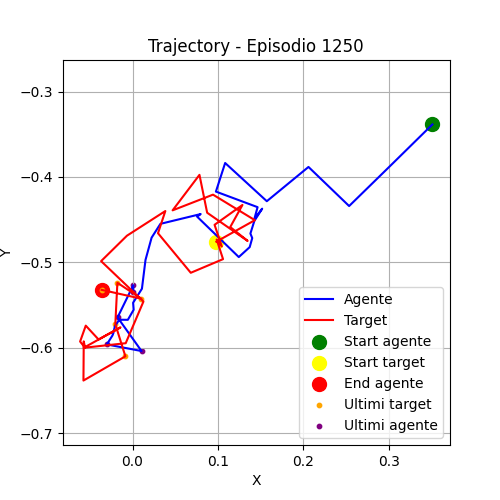 Trajectory - Episodio 1250
−0.3
−0.4
−0.5
−0.6
−0.7
Y
0.0
0.1
0.2
0.3
X
Agente
Target
Start agente
Start target
End agente
Ultimi target
Ultimi agente